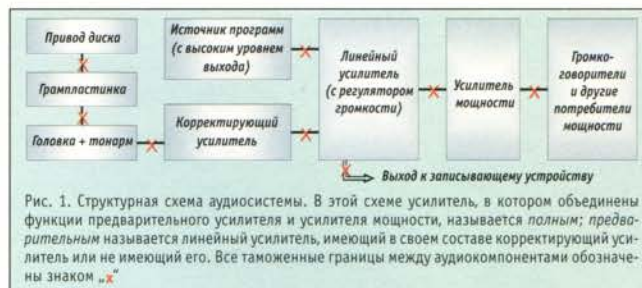 Привод диска
Грампластинка
Головка + тонарм
Источник программ
(с высоким уровнем
выхода)
Корректирующий
усилитель
Линейный
усилитель
(с регулятором
громкости)
Усилитель
мощности
Громко-
говорители
и другие
потребители
мощности
Выход к записывающему устройству
Рис. 1. Структурная схема аудиосистемы. В этой схеме усилитель, в котором объединены
функции предварительного усилителя и усилителя мощности, называется полным; предва-
рительным называется линейный усилитель, имеющий в своем составе корректирующий уси-
литель или не имеющий его. Все таможенные границы между аудиокомпонентами обозначе-
ны знаком „x“